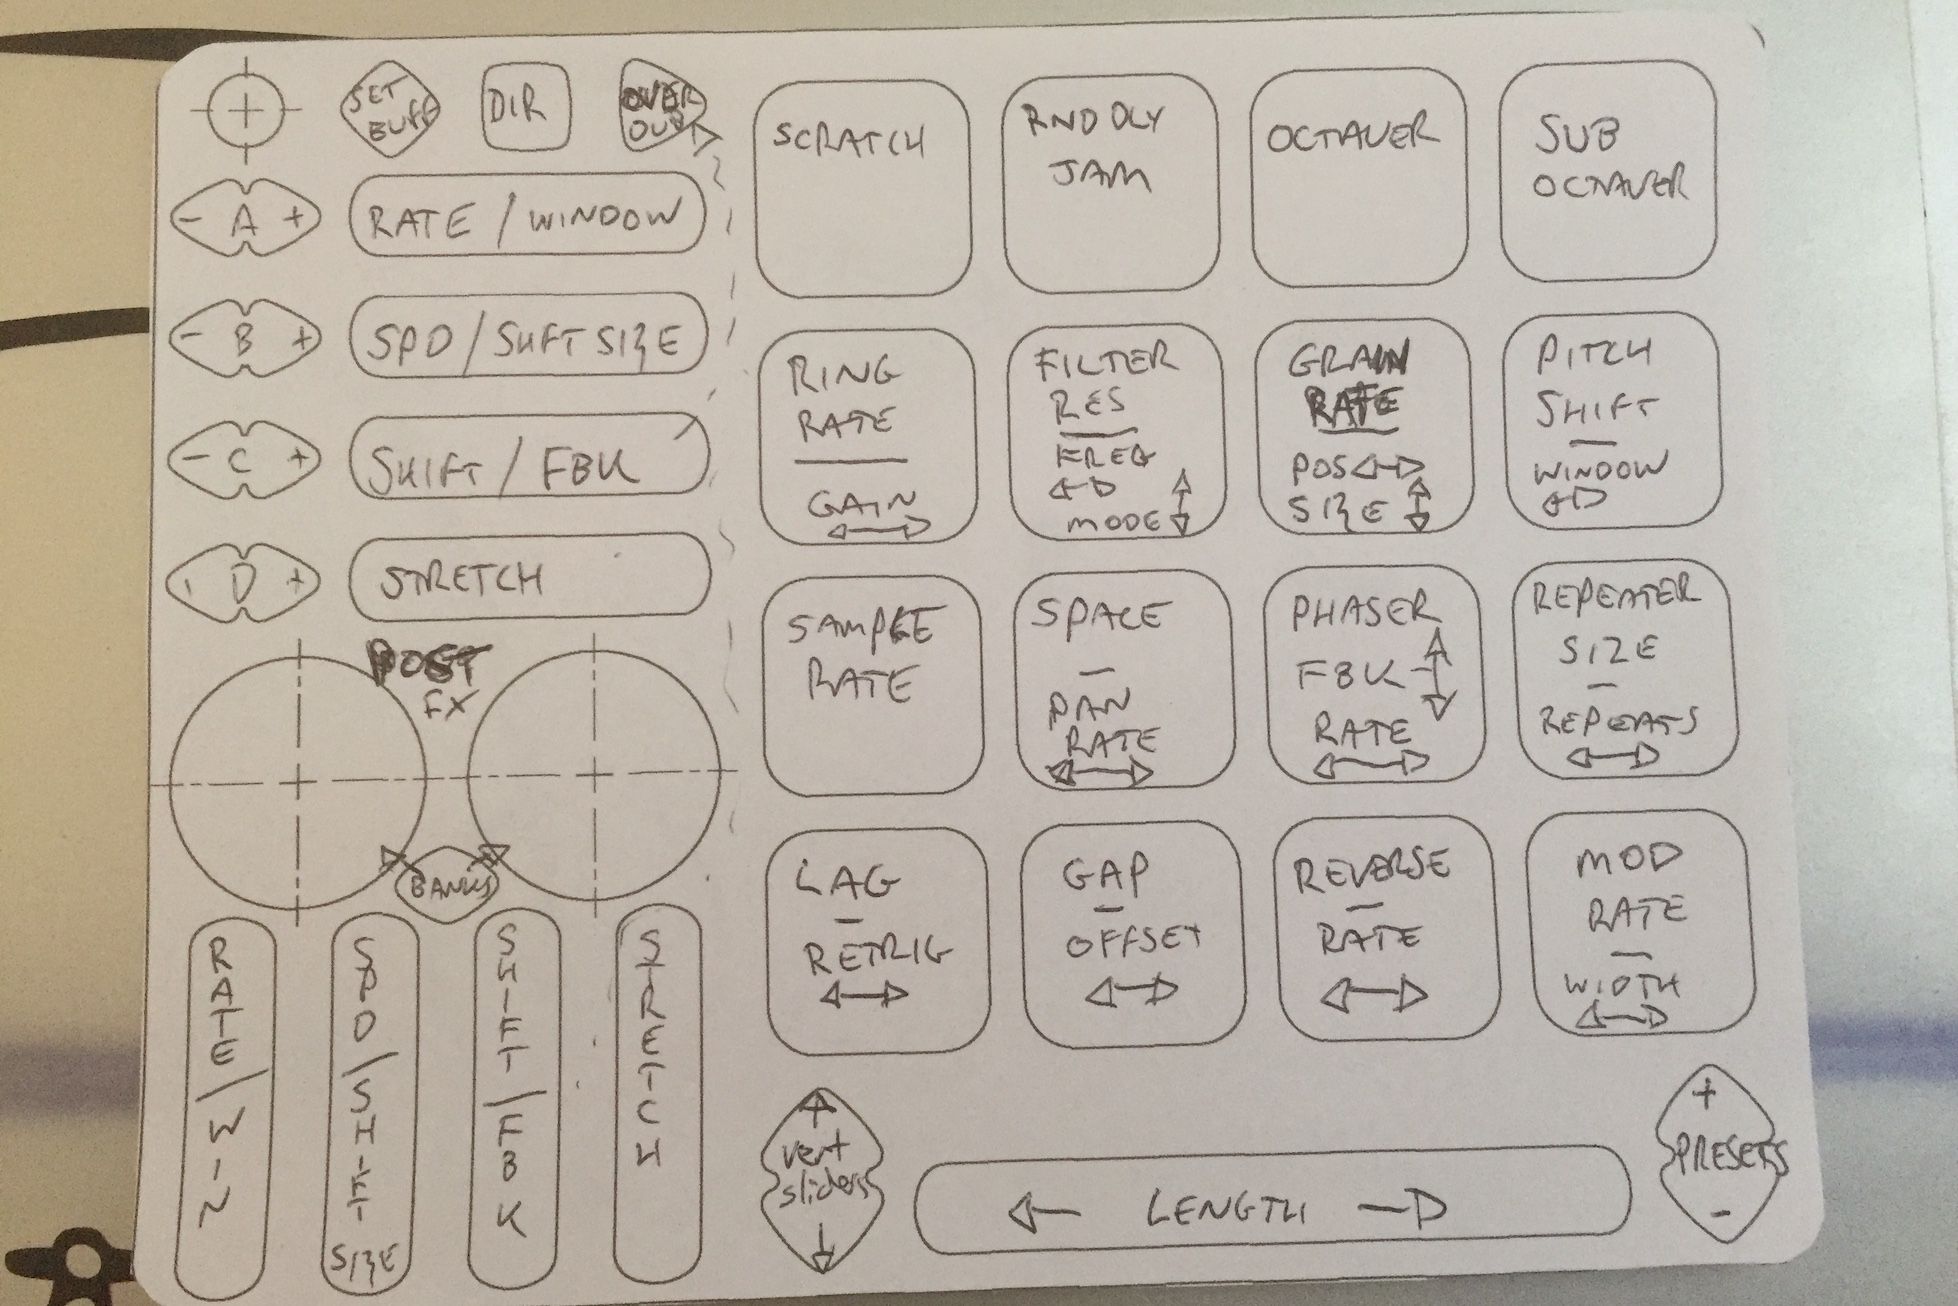 SET
BUFF
DIR
OVER
DUB
- A +
RATE / WINDOW
- B +
SPD / SHFT SIZE
- C +
SHIFT / FBK
- D +
STRETCH
POST
FX
BANKS
RATE/WIN
SPD/SHIFT
SIZE
SHIFT/FBK
STRETCH
SCRATCH
RND DLY
JAM
OCTAVER
SUB
OCTAVER
RING
RATE
GAIN
FILTER
RES
FREQ
MODE
GRAIN
RATE
POS
SIZE
PITCH
SHIFT
WINDOW
SAMPLE
RATE
SPACE
PAN
RATE
PHASER
FBK
RATE
REPEATER
SIZE
REPEATS
LAG
RETRIG
GAP
OFFSET
REVERSE
RATE
MOD
RATE
WIDTH
vert
sliders
LENGTH
+
PRESETS
-